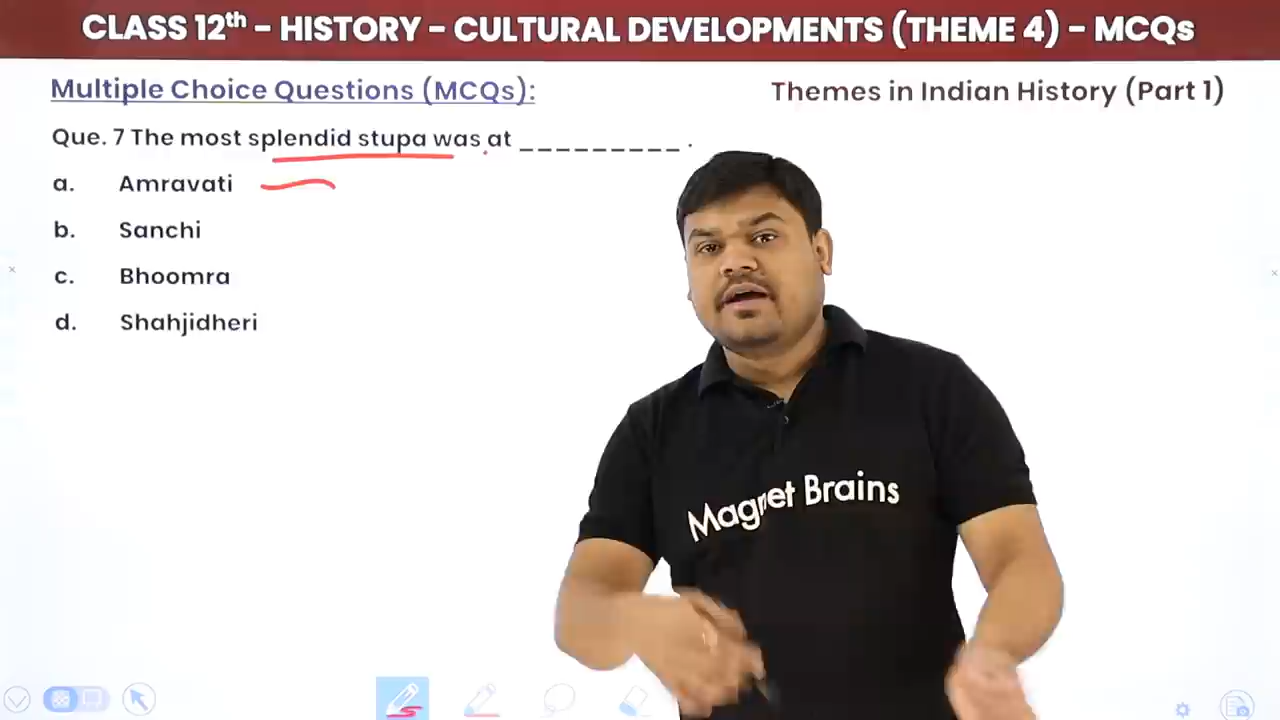 CLASS 12th - HISTORY - CULTURAL DEVELOPMENTS (THEME 4) - MCQs
Multiple Choice Questions (MCQs):
Themes in Indian History (Part 1)
Que. 7 The most splendid stupa was at _________ .
a. Amravati
b. Sanchi
c. Bhoomra
d. Shahjidheri
Magnet Brains